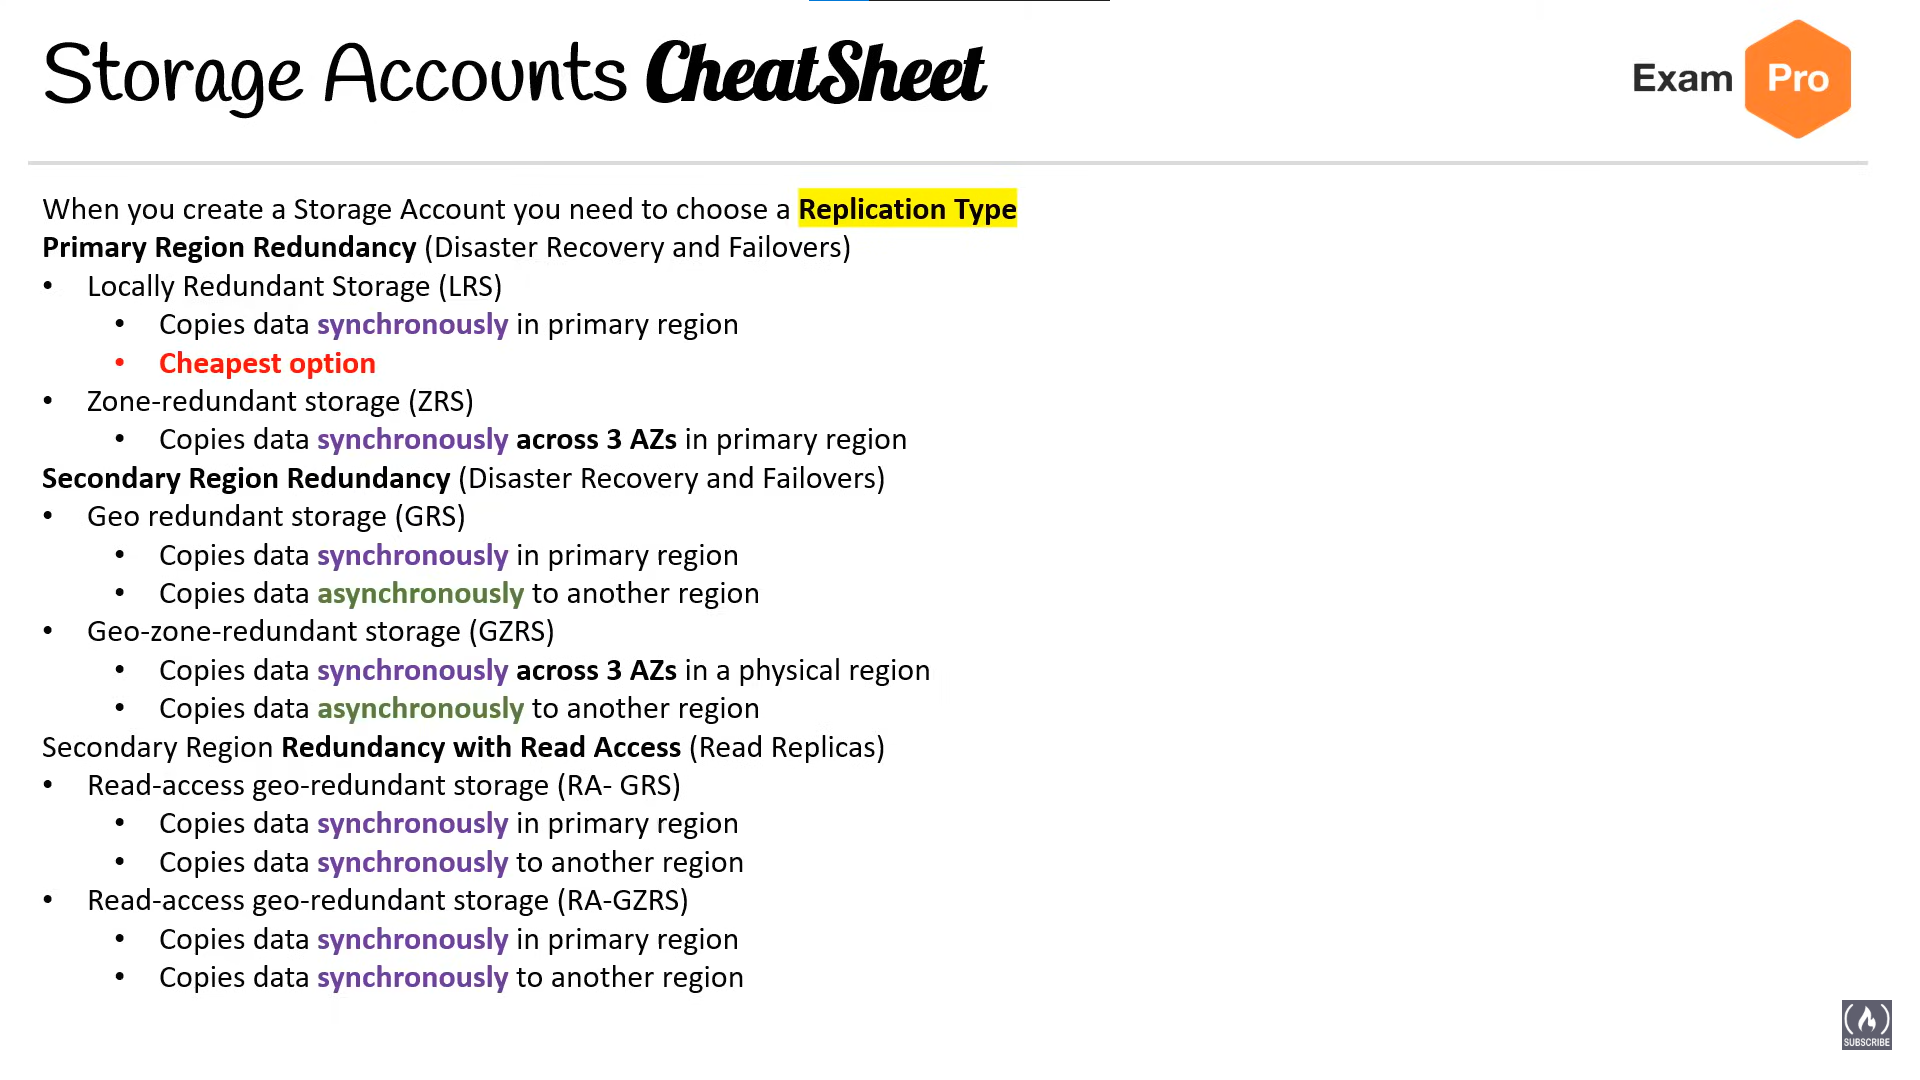 Storage Accounts CheatSheet
Exam Pro
When you create a Storage Account you need to choose a Replication Type
Primary Region Redundancy (Disaster Recovery and Failovers)
• Locally Redundant Storage (LRS)
• Copies data synchronously in primary region
• Cheapest option
• Zone-redundant storage (ZRS)
• Copies data synchronously across 3 AZs in primary region
Secondary Region Redundancy (Disaster Recovery and Failovers)
• Geo redundant storage (GRS)
• Copies data synchronously in primary region
• Copies data asynchronously to another region
• Geo-zone-redundant storage (GZRS)
• Copies data synchronously across 3 AZs in a physical region
• Copies data asynchronously to another region
Secondary Region Redundancy with Read Access (Read Replicas)
• Read-access geo-redundant storage (RA- GRS)
• Copies data synchronously in primary region
• Copies data synchronously to another region
• Read-access geo-redundant storage (RA-GZRS)
• Copies data synchronously in primary region
• Copies data synchronously to another region
SUBSCRIBE